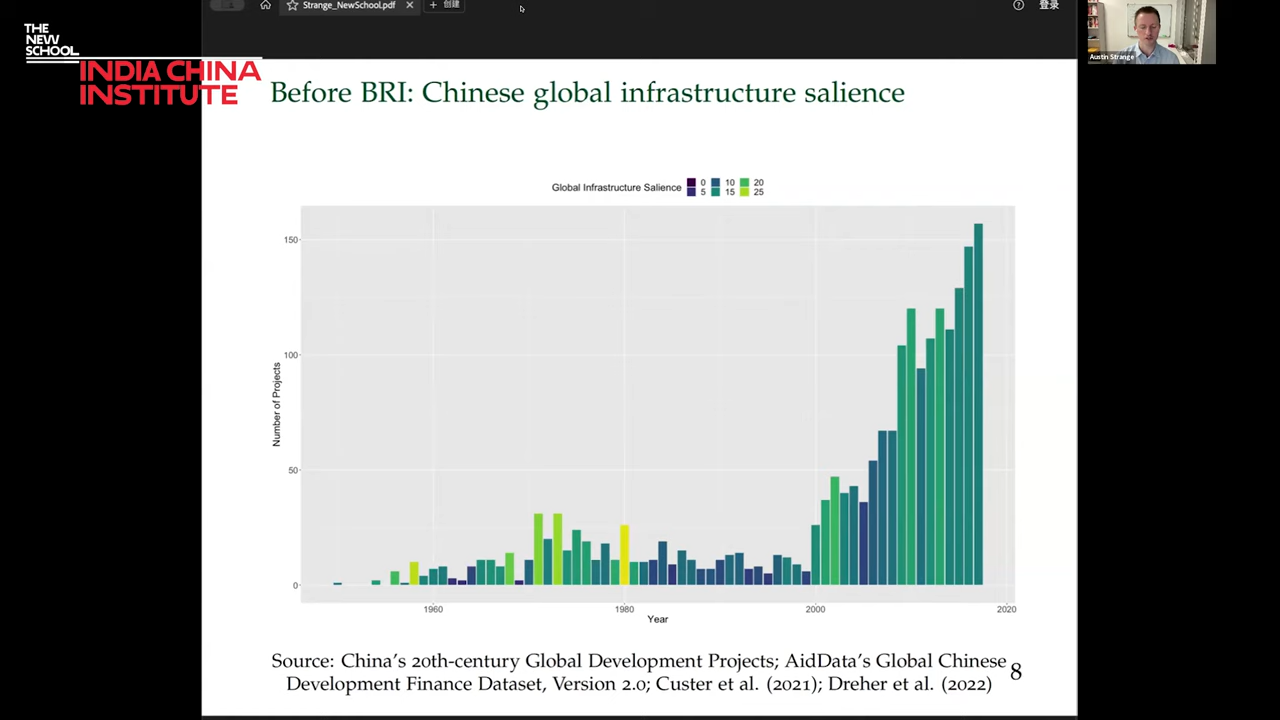 Strange_NewSchool.pdf
创建
登录
THE
NEW
SCHOOL
INDIA CHINA
INSTITUTE
Austin Strange
Before BRI: Chinese global infrastructure salience
Global Infrastructure Salience
0 10 20
5 15 25
Number of Projects
150
100
50
0
1960 1980 2000 2020
Year
Source: China's 20th-century Global Development Projects; AidData's Global Chinese
Development Finance Dataset, Version 2.0; Custer et al. (2021); Dreher et al. (2022)
8